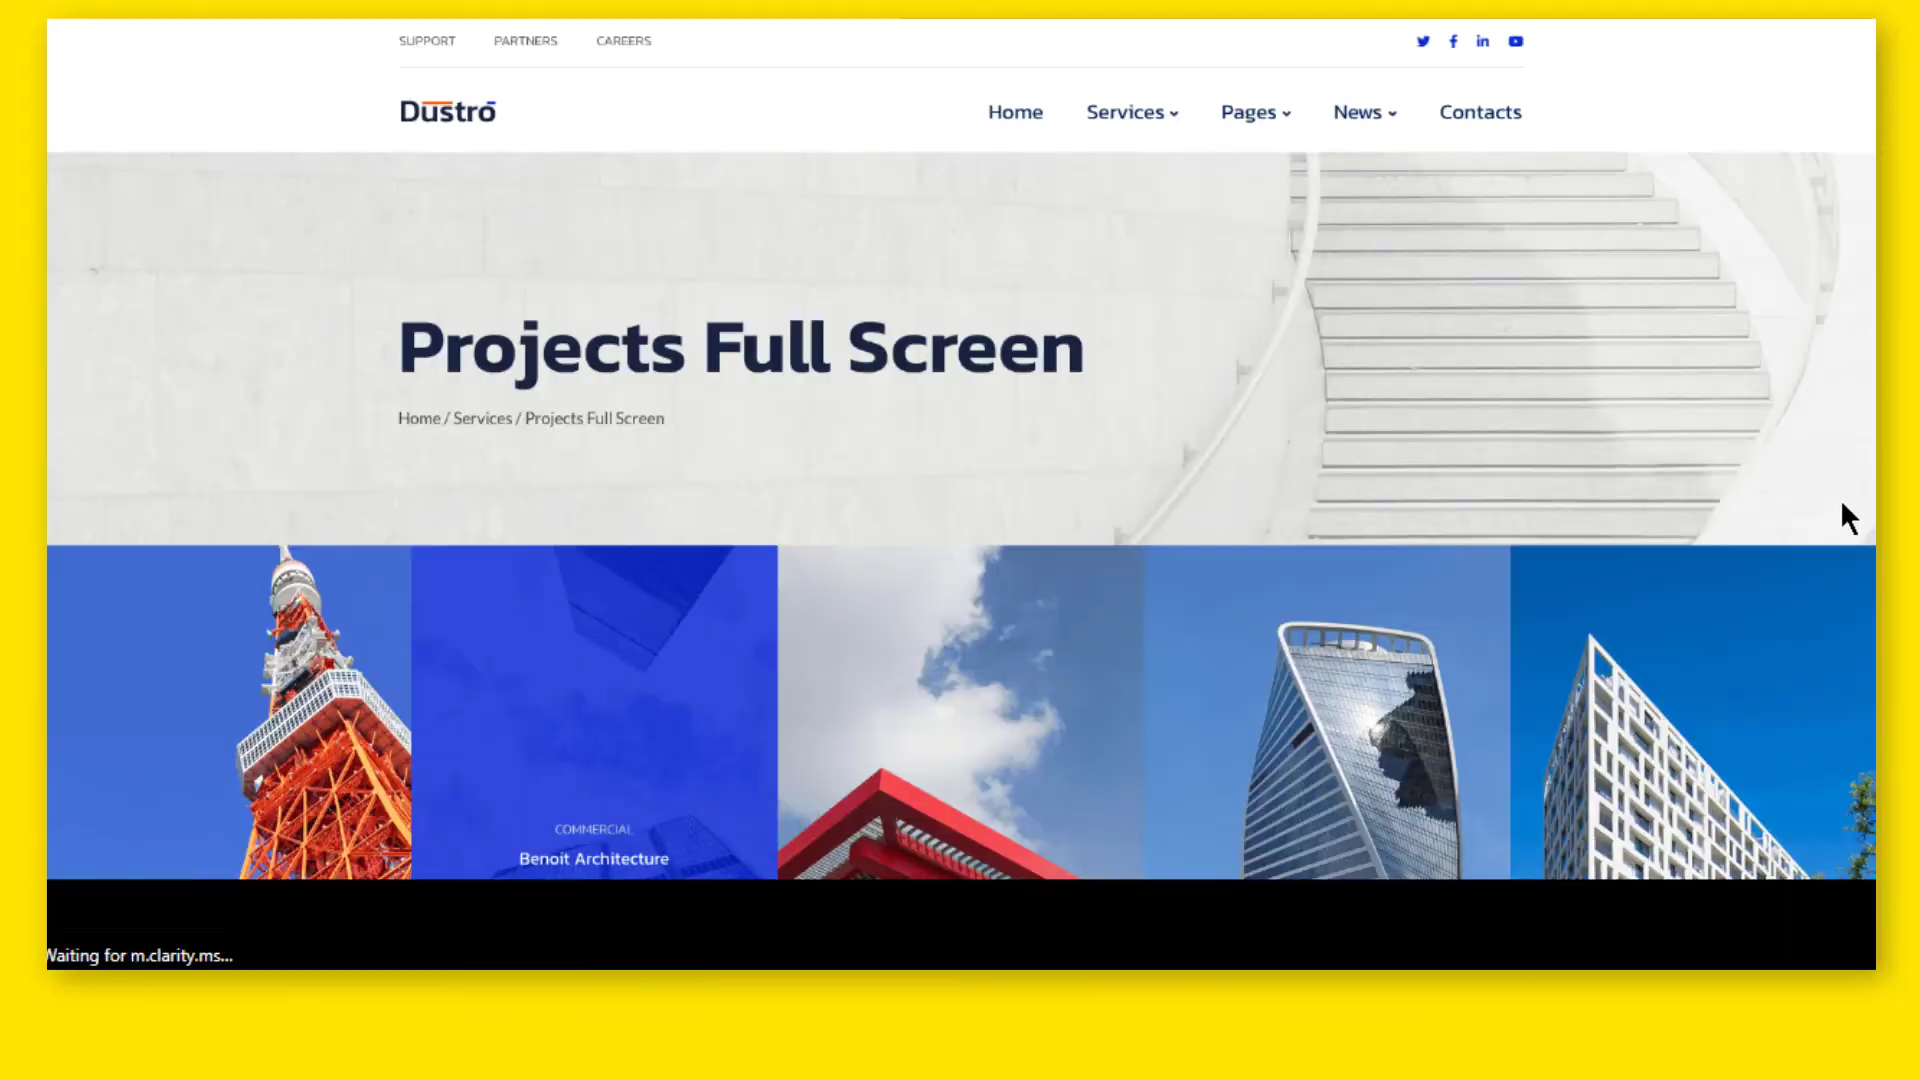 SUPPORT PARTNERS CAREERS
Dustro
Home Services Pages News Contacts
Projects Full Screen
Home / Services / Projects Full Screen
COMMERCIAL
Benoit Architecture
Waiting for m.clarity.ms...